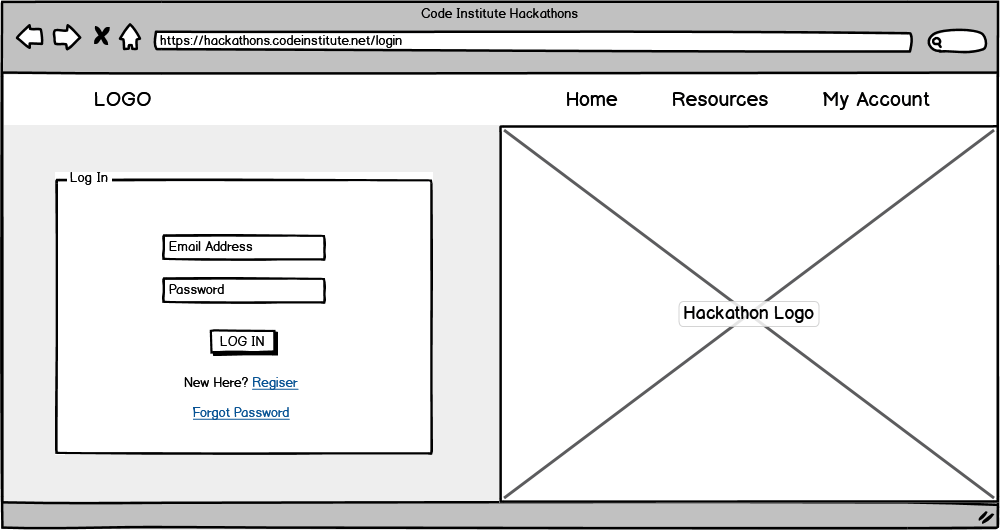 Code Institute Hackathons
https://hackathons.codeinstitute.net/login
LOGO Home Resources My Account
Log In
Email Address
Password
LOG IN
New Here? Regiser
Forgot Password
Hackathon Logo